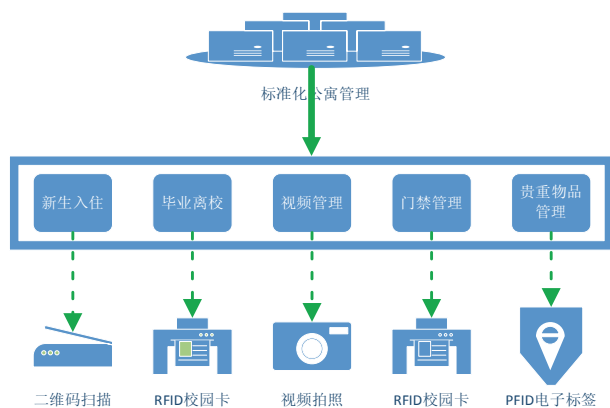 标准化公寓管理
新生入住
毕业离校
视频管理
门禁管理
贵重物品
管理
二维码扫描
RFID校园卡
视频拍照
RFID校园卡
PFID电子标签